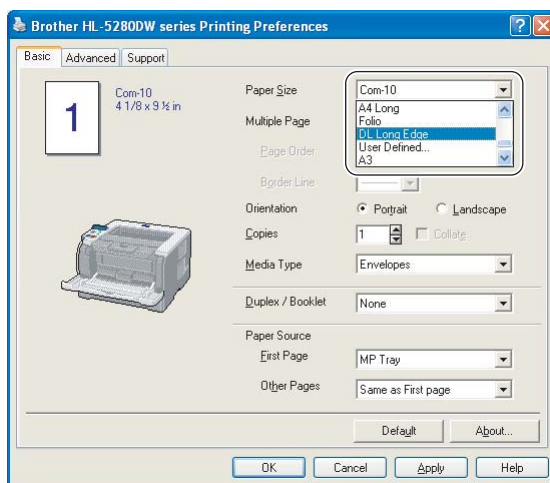 Brother HL-5280DW series Printing Preferences
Basic Advanced Support
1
Com-10
4 1/8 x 9 ½ in
Paper Size Com-10
A4 Long
Folio
DL Long Edge
User Defined...
A3
Multiple Page
Page Order
Border Line
Orientation Portrait Landscape
Copies 1 Collate
Media Type Envelopes
Duplex / Booklet None
Paper Source
First Page MP Tray
Other Pages Same as First page
Default About...
OK Cancel Apply Help